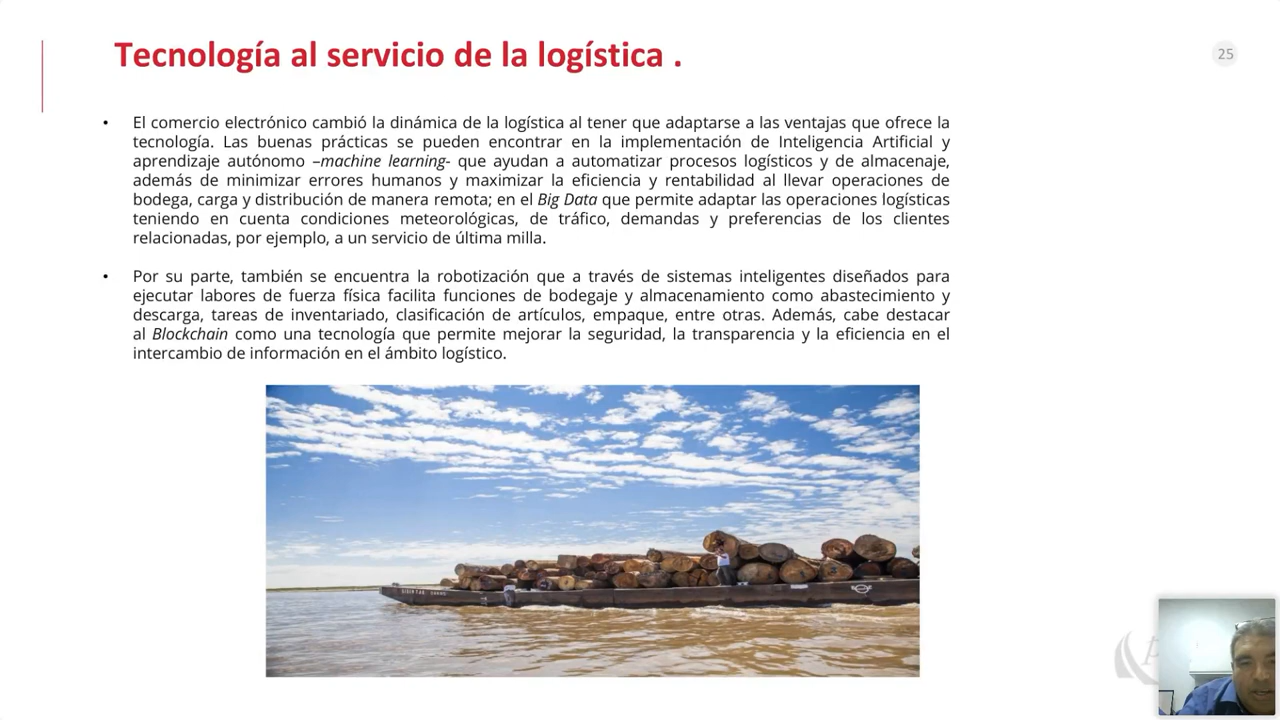 Tecnología al servicio de la logística .
25
• El comercio electrónico cambió la dinámica de la logística al tener que adaptarse a las ventajas que ofrece la
tecnología. Las buenas prácticas se pueden encontrar en la implementación de Inteligencia Artificial y
aprendizaje autónomo –machine learning- que ayudan a automatizar procesos logísticos y de almacenaje,
además de minimizar errores humanos y maximizar la eficiencia y rentabilidad al llevar operaciones de
bodega, carga y distribución de manera remota; en el Big Data que permite adaptar las operaciones logísticas
teniendo en cuenta condiciones meteorológicas, de tráfico, demandas y preferencias de los clientes
relacionadas, por ejemplo, a un servicio de última milla.
• Por su parte, también se encuentra la robotización que a través de sistemas inteligentes diseñados para
ejecutar labores de fuerza física facilita funciones de bodegaje y almacenamiento como abastecimiento y
descarga, tareas de inventariado, clasificación de artículos, empaque, entre otras. Además, cabe destacar
al Blockchain como una tecnología que permite mejorar la seguridad, la transparencia y la eficiencia en el
intercambio de información en el ámbito logístico.